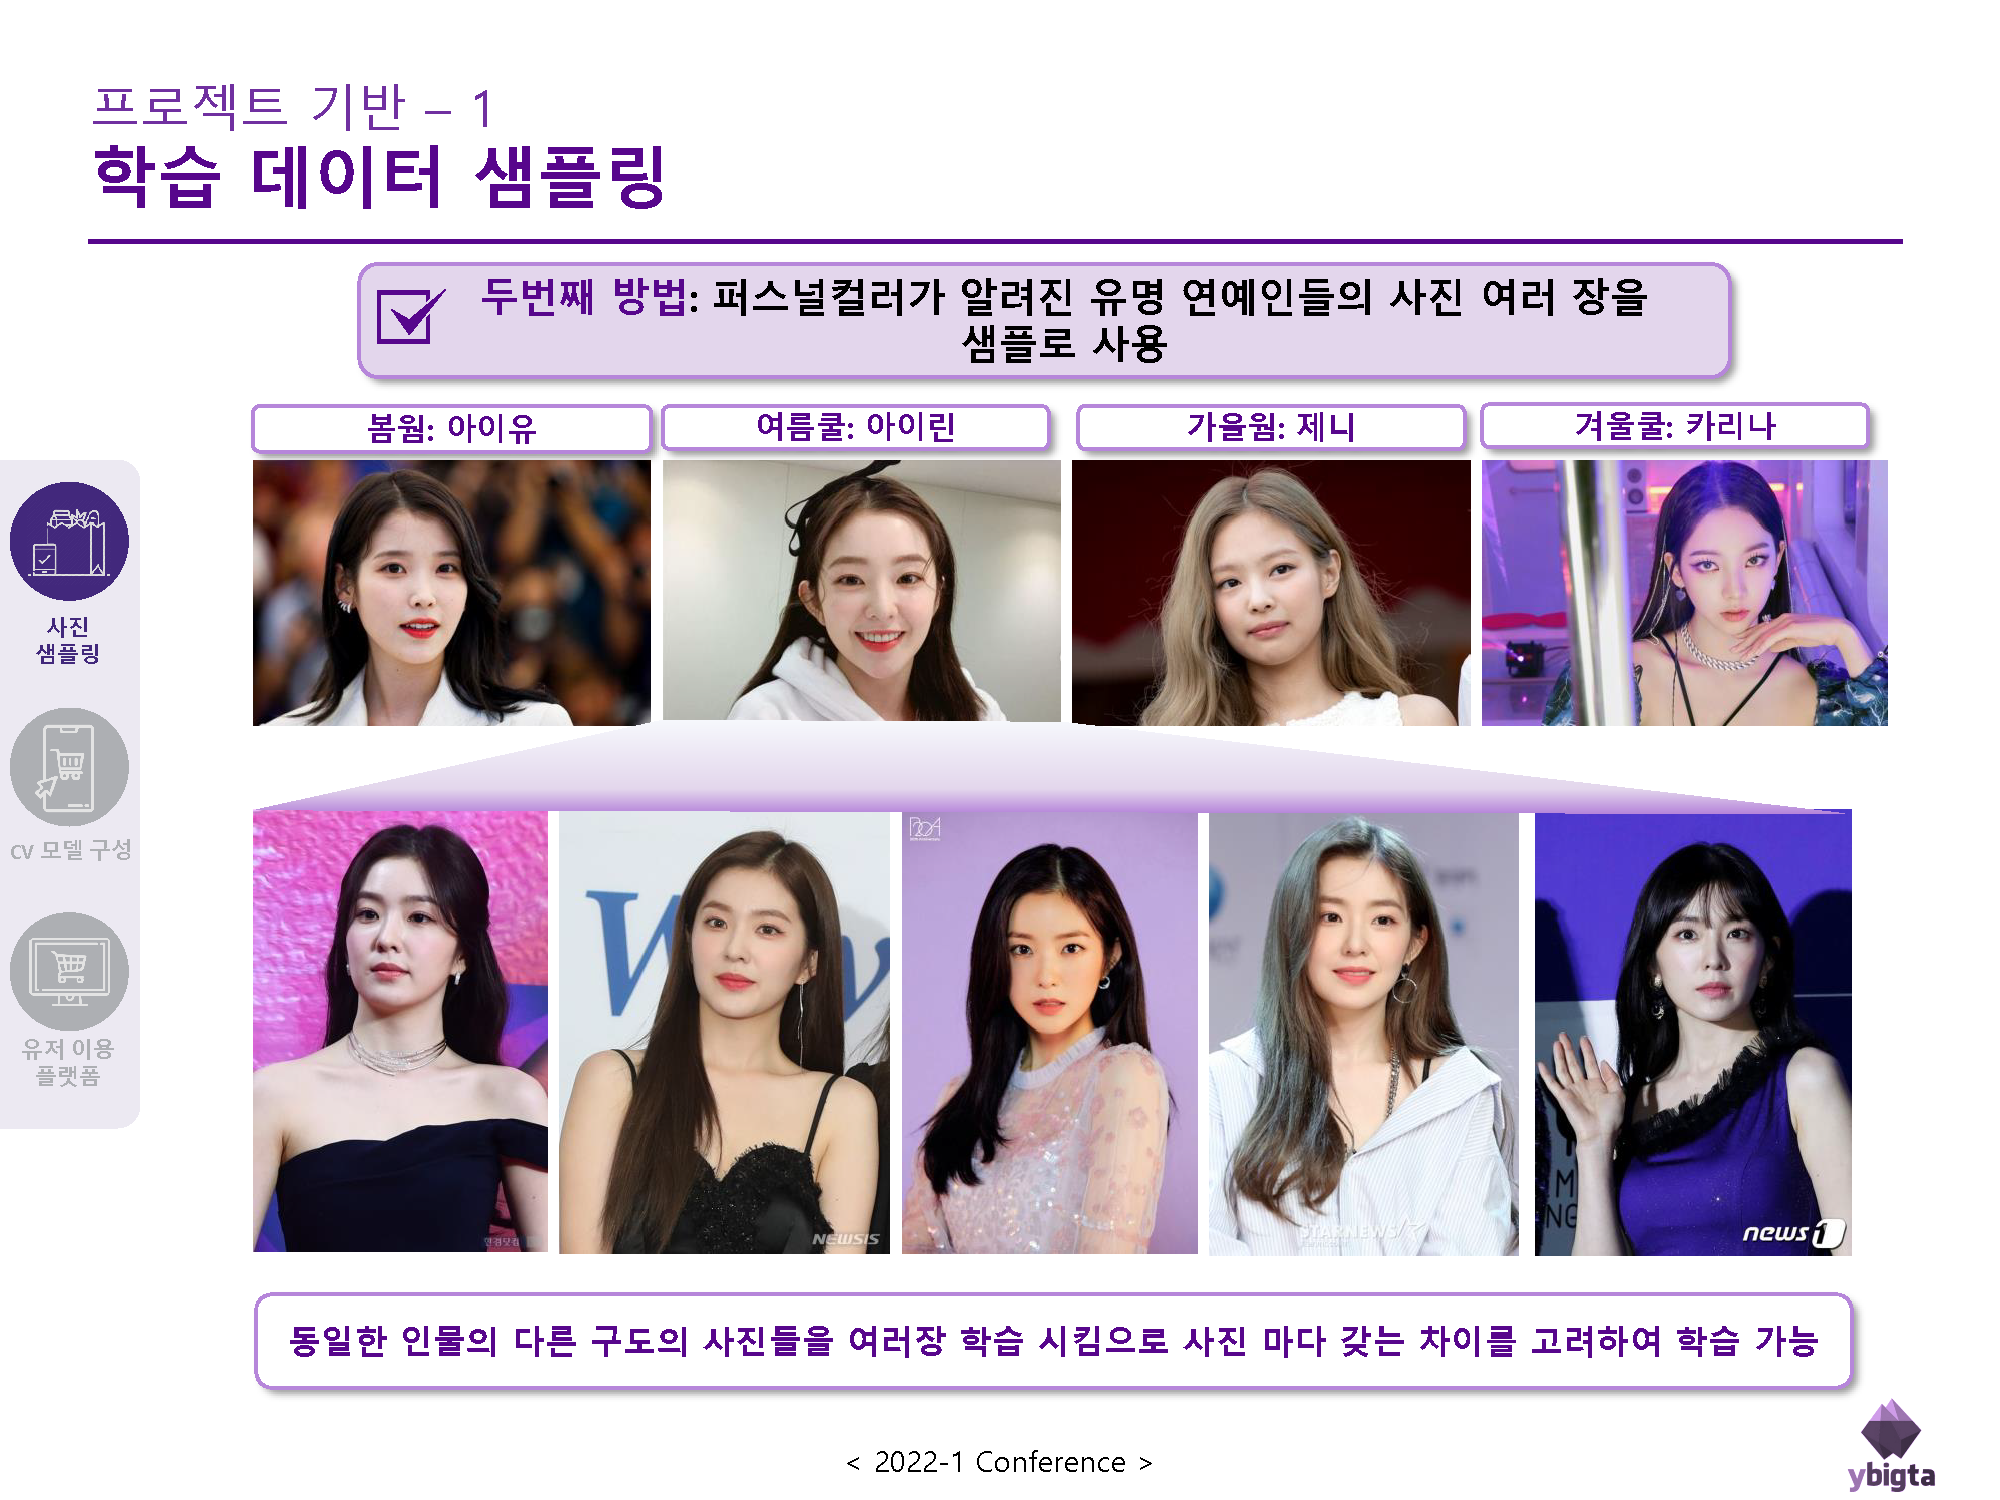 프로젝트 기반 – 1
학습 데이터 샘플링
두번째 방법: 퍼스널컬러가 알려진 유명 연예인들의 사진 여러 장을
샘플로 사용
봄웜: 아이유
여름쿨: 아이린
가을웜: 제니
겨울쿨: 카리나
사진
샘플링
CV 모델 구성
유저 이용
플랫폼
한경닷컴
W y
NEWSIS
BOA
STARNEWS
M
NG
news1
동일한 인물의 다른 구도의 사진들을 여러장 학습 시킴으로 사진 마다 갖는 차이를 고려하여 학습 가능
< 2022-1 Conference >
ybigta